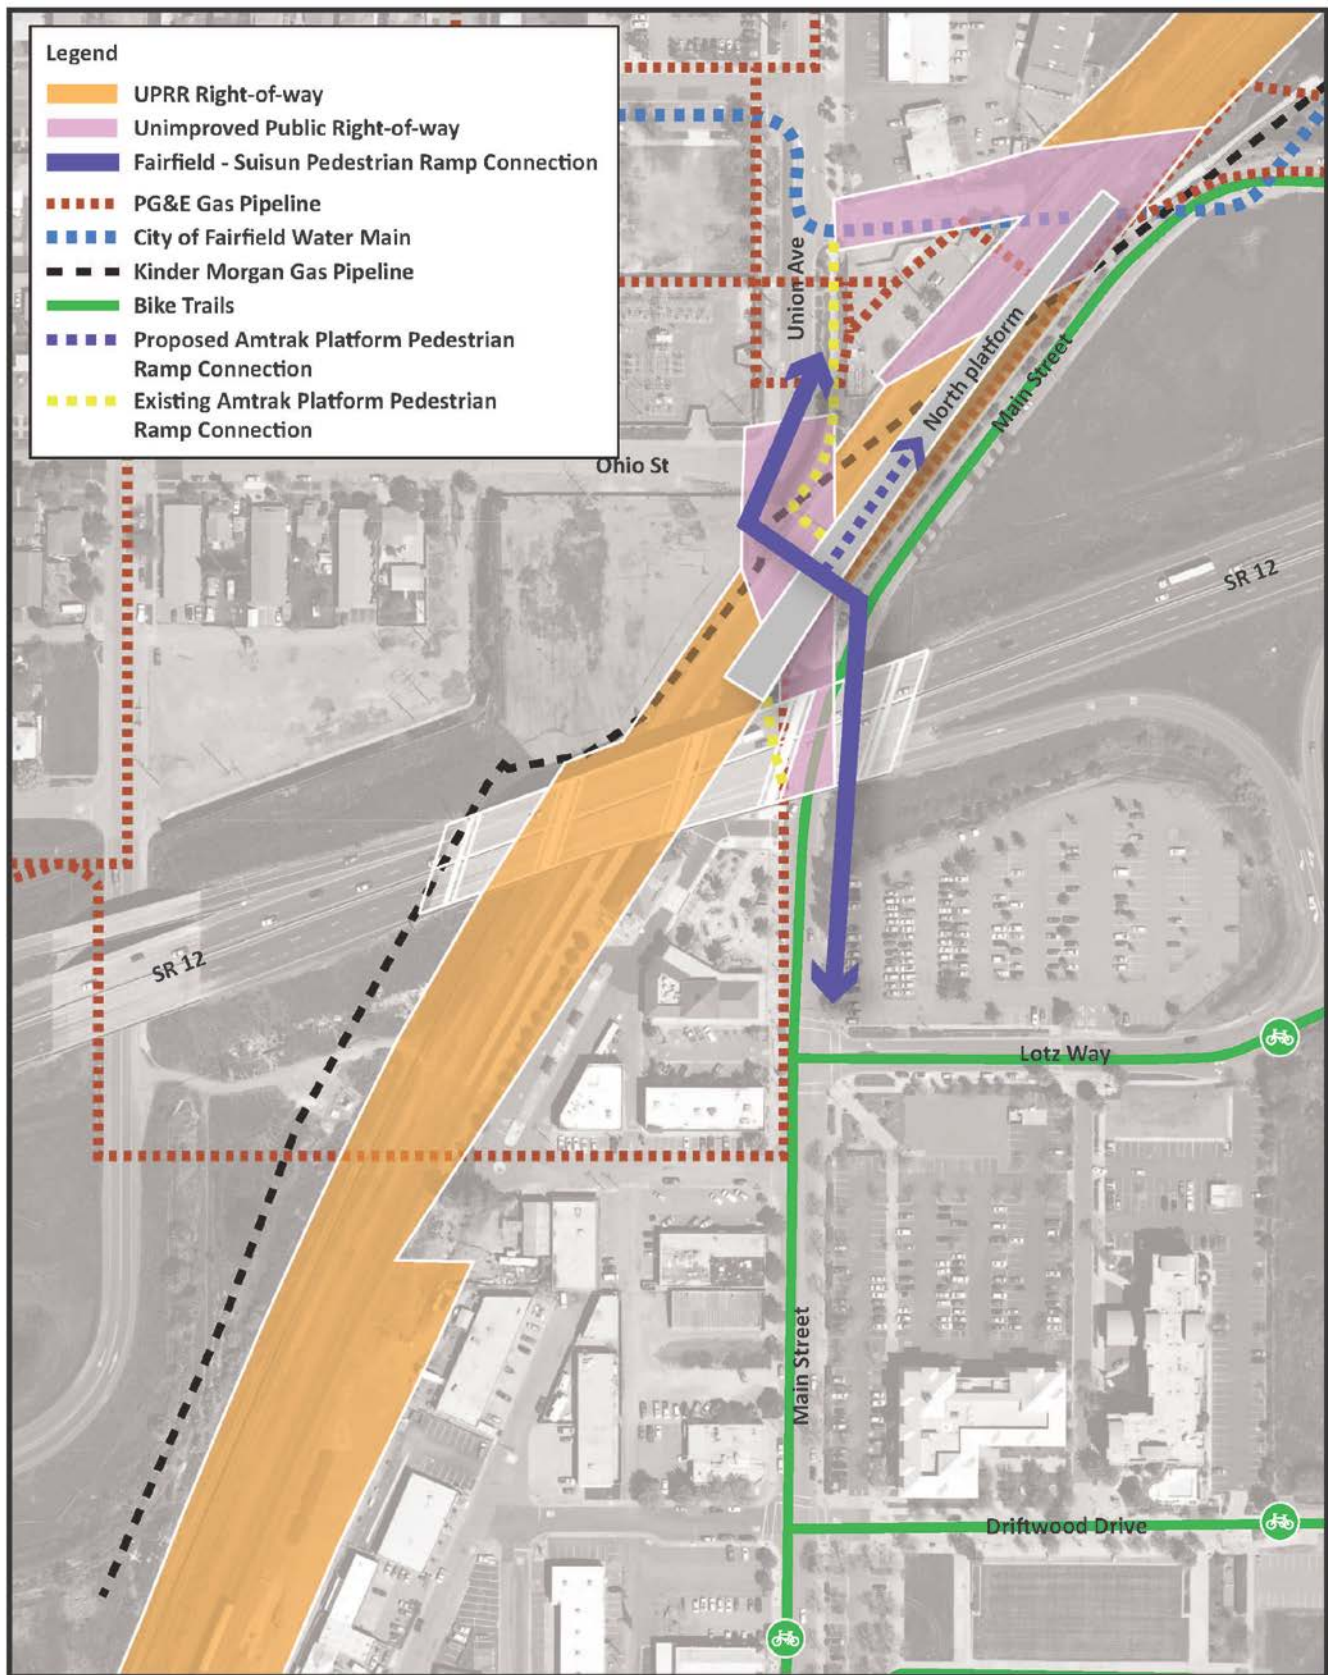 Legend
UPRR Right-of-way
Unimproved Public Right-of-way
Fairfield - Suisun Pedestrian Ramp Connection
PG&E Gas Pipeline
City of Fairfield Water Main
Kinder Morgan Gas Pipeline
Bike Trails
Proposed Amtrak Platform Pedestrian
Ramp Connection
Existing Amtrak Platform Pedestrian
Ramp Connection
Union Ave
North platform
Main Street
Ohio St
SR 12
SR 12
Lotz Way
Main Street
Driftwood Drive